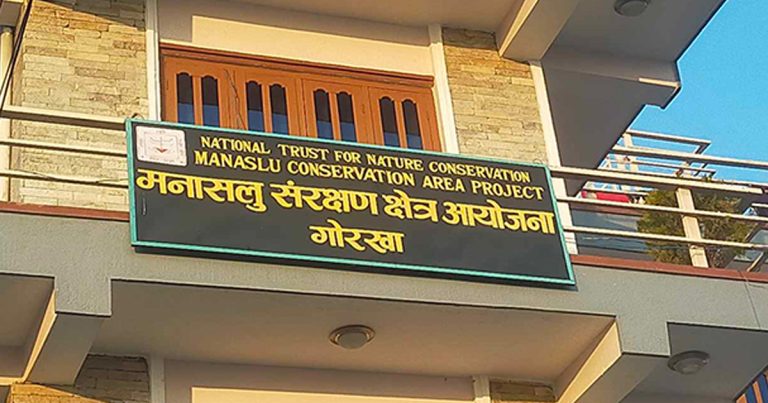 NATIONAL TRUST FOR NATURE CONSERVATION
MANASLU CONSERVATION AREA PROJECT
मनासलु संरक्षण क्षेत्र आयोजना
गोरखा